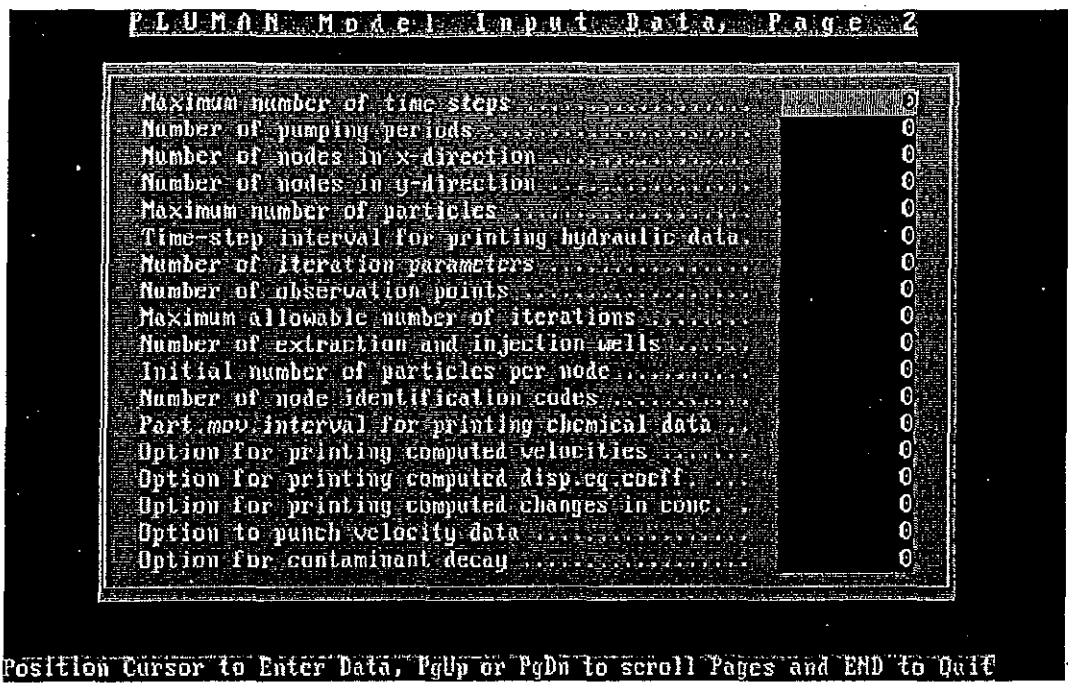 PLUMAN Model Input Data, Page 2
Maximum number of time steps .................. 0
Number of pumping periods ..................... 0
Number of nodes in x-direction ................ 0
Number of nodes in y-direction ................ 0
Maximum number of particles ................... 0
Time-step interval for printing hydraulic data. 0
Number of iteration parameters ................ 0
Number of observation points .................. 0
Maximum allowable number of iterations ........ 0
Number of extraction and injection wells ...... 0
Initial number of particles per node .......... 0
Number of node identification codes ........... 0
Part.mov.interval for printing chemical data .. 0
Option for printing computed velocities ....... 0
Option for printing computed disp.eq.coeff. ... 0
Option for printing computed changes in conc. . 0
Option to punch velocity data ................. 0
Option for contaminant decay .................. 0
Position Cursor to Enter Data, PgUp or PgDn to scroll Pages and END to Quit